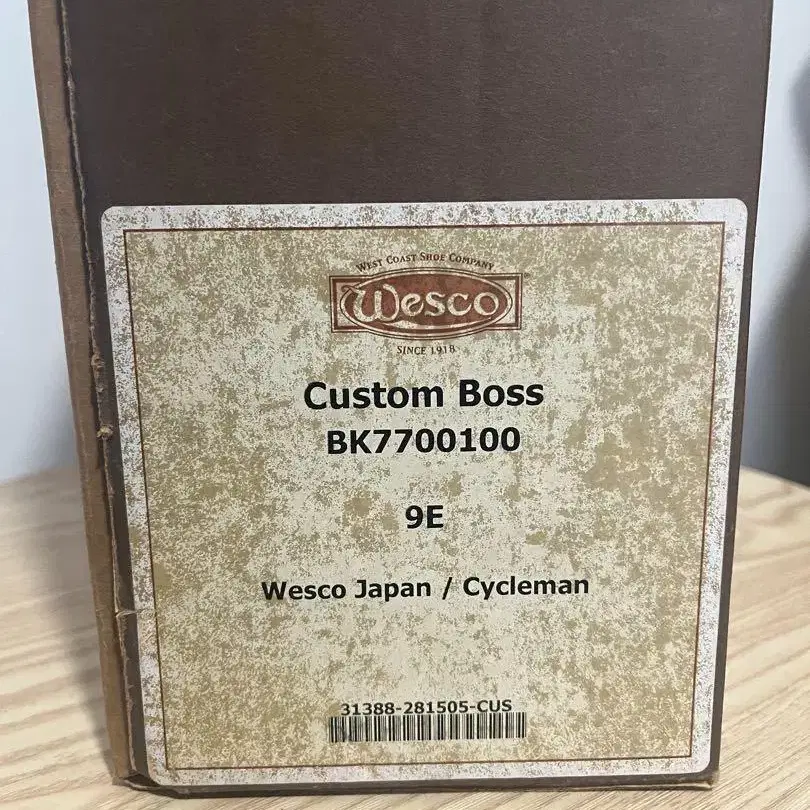 WEST COAST SHOE COMPANY
Wesco
SINCE 1918
Custom Boss
BK7700100
9E
Wesco Japan / Cycleman
31388-281505-CUS